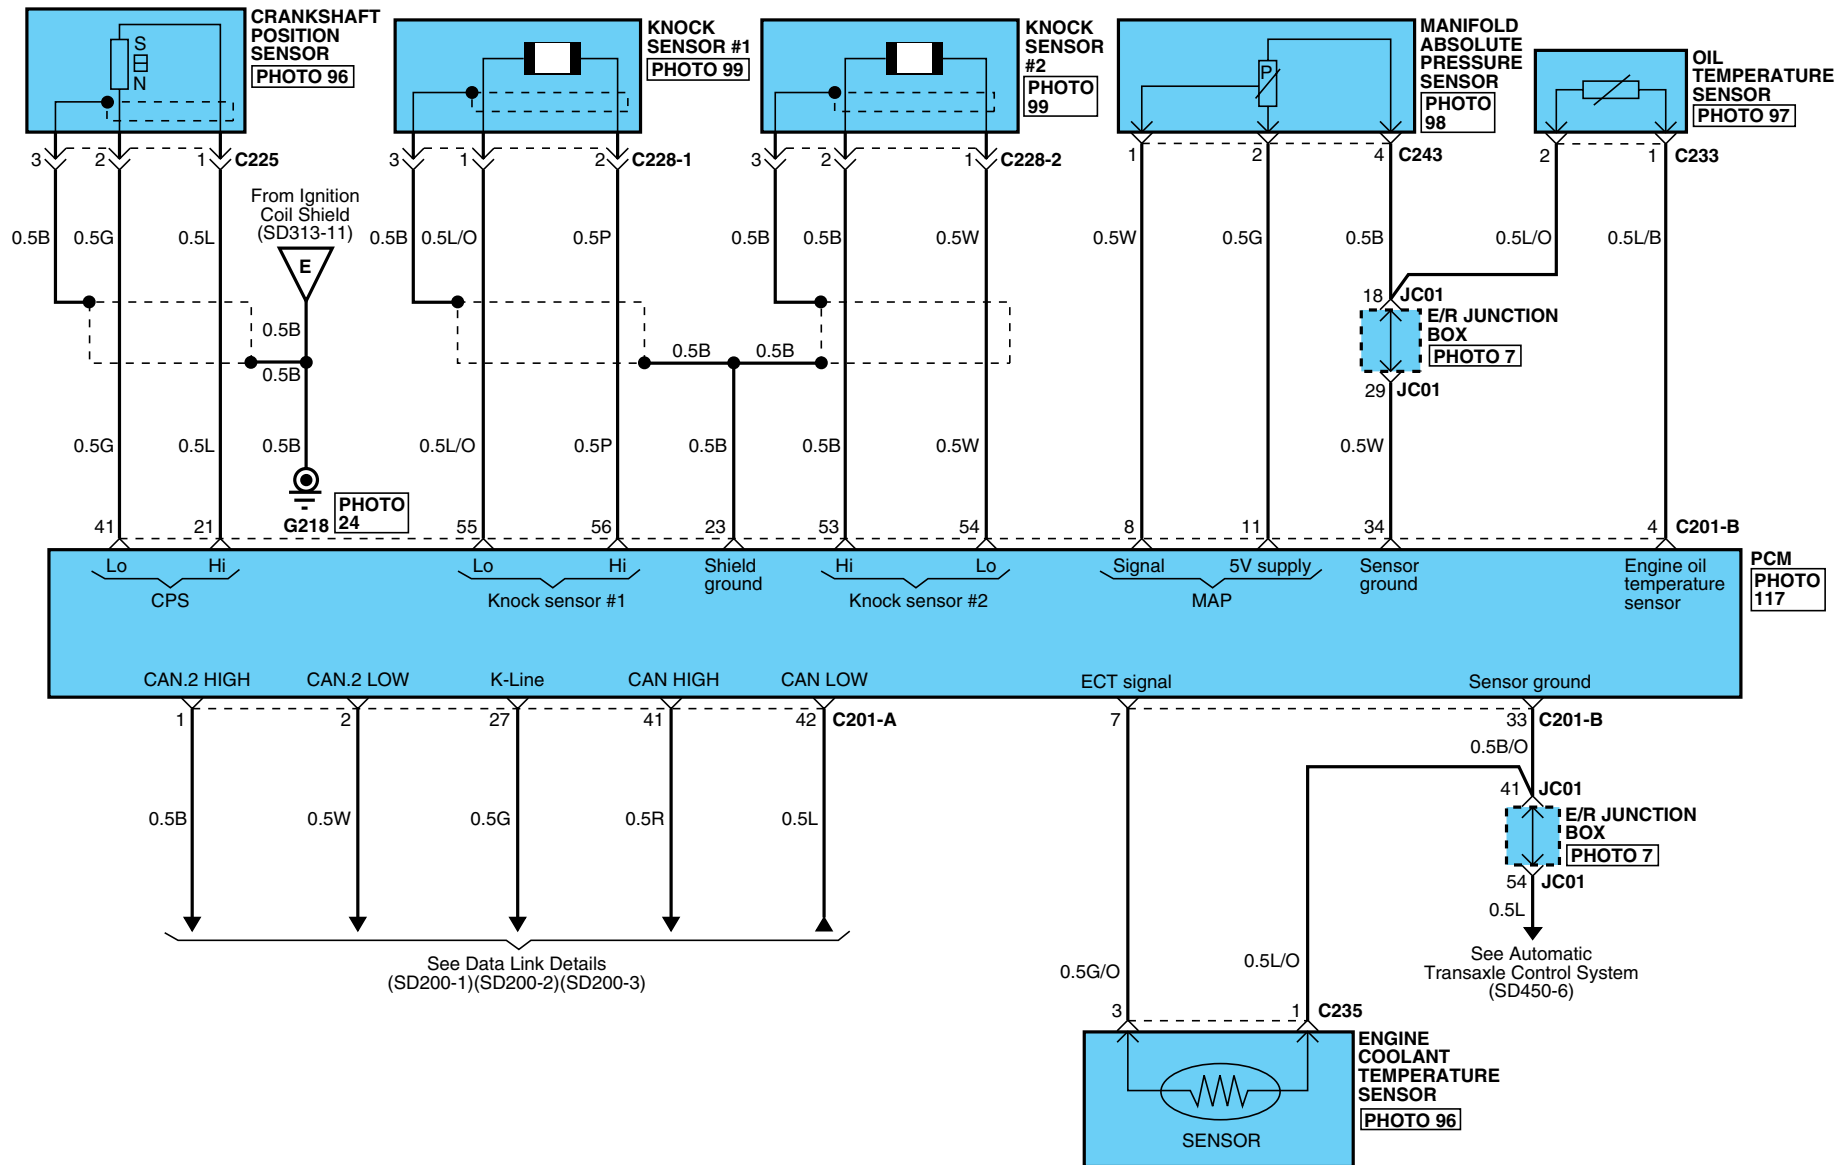 CRANKSHAFT
POSITION
SENSOR
PHOTO 96
S
N
KNOCK
SENSOR #1
PHOTO 99
KNOCK
SENSOR
#2
PHOTO
99
MANIFOLD
ABSOLUTE
PRESSURE
SENSOR
PHOTO
98
P
OIL
TEMPERATURE
SENSOR
PHOTO 97
3 2 1 C225
3 1 2 C228-1
3 2 1 C228-2
1 2 4 C243
2 1 C233
From Ignition
Coil Shield
(SD313-11)
E
0.5B 0.5G 0.5L
0.5B 0.5L/O 0.5P
0.5B 0.5B 0.5W
0.5W 0.5G 0.5B
0.5L/O 0.5L/B
18 JC01
E/R JUNCTION
BOX
PHOTO 7
29 JC01
0.5B
0.5B
0.5B 0.5B
0.5G 0.5L 0.5B
0.5L/O 0.5P 0.5B 0.5B 0.5W
0.5W
G218
PHOTO
24
41 21 55 56 23 53 54 8 11 34 4 C201-B
PCM
PHOTO
117
Lo Hi
CPS
Lo Hi
Knock sensor #1
Shield
ground
Hi Lo
Knock sensor #2
Signal 5V supply
MAP
Sensor
ground
Engine oil
temperature
sensor
CAN.2 HIGH CAN.2 LOW K-Line CAN HIGH CAN LOW
ECT signal Sensor ground
1 2 27 41 42 C201-A
7 33 C201-B
0.5B/O
41 JC01
E/R JUNCTION
BOX
PHOTO 7
54 JC01
0.5L
See Automatic
Transaxle Control System
(SD450-6)
0.5B 0.5W 0.5G 0.5R 0.5L
See Data Link Details
(SD200-1)(SD200-2)(SD200-3)
0.5G/O 0.5L/O
3 1 C235
ENGINE
COOLANT
TEMPERATURE
SENSOR
PHOTO 96
SENSOR